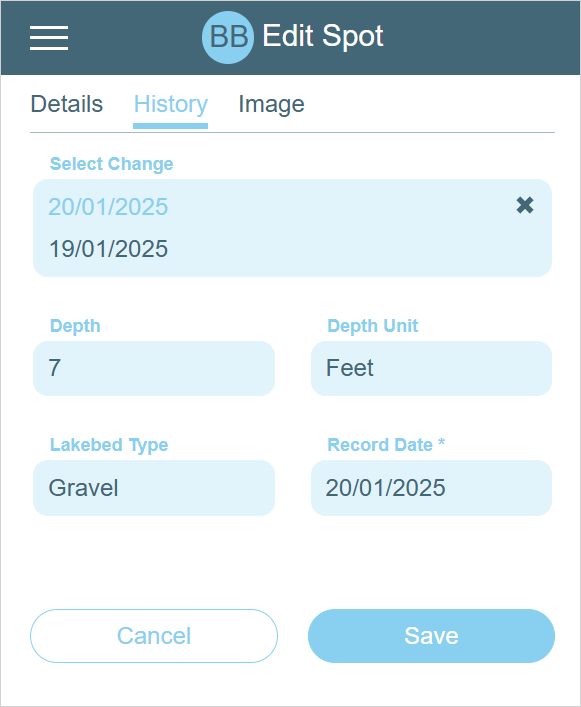 BB Edit Spot
Details History Image
Select Change
20/01/2025
19/01/2025
Depth Depth Unit
7 Feet
Lakebed Type Record Date *
Gravel 20/01/2025
Cancel Save